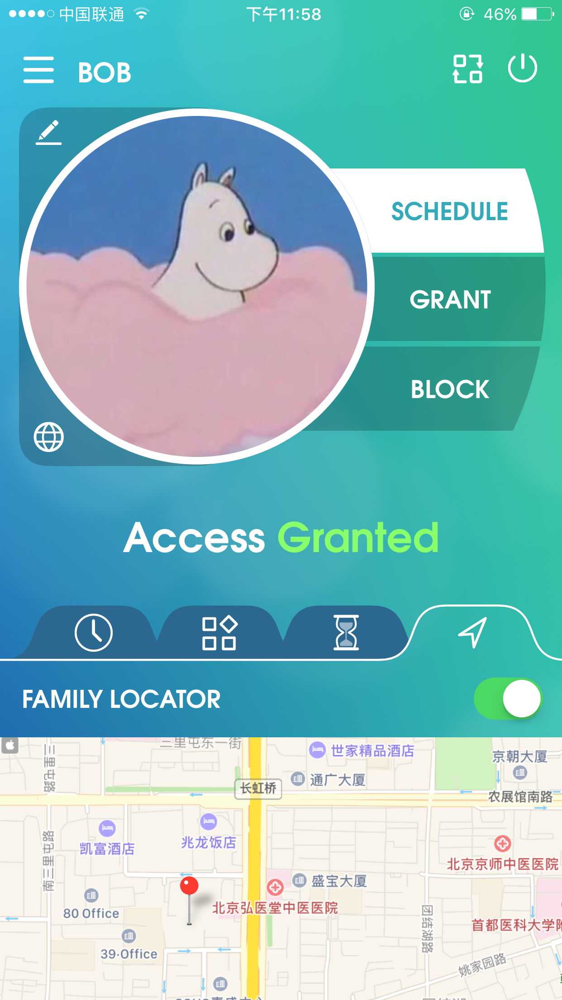 中国联通
下午11:58
46%
BOB
SCHEDULE
GRANT
BLOCK
Access Granted
FAMILY LOCATOR
三里屯东一街
三里屯路
世家精品酒店
京朝大厦
通广大厦
长虹桥
农展馆南路
凯富酒店
兆龙饭店
南三里屯路
北京京师中医医院
盛宝大厦
80 Office
北京弘医堂中医医院
团结湖路
首都医科大学附
39·Office
姚家园路